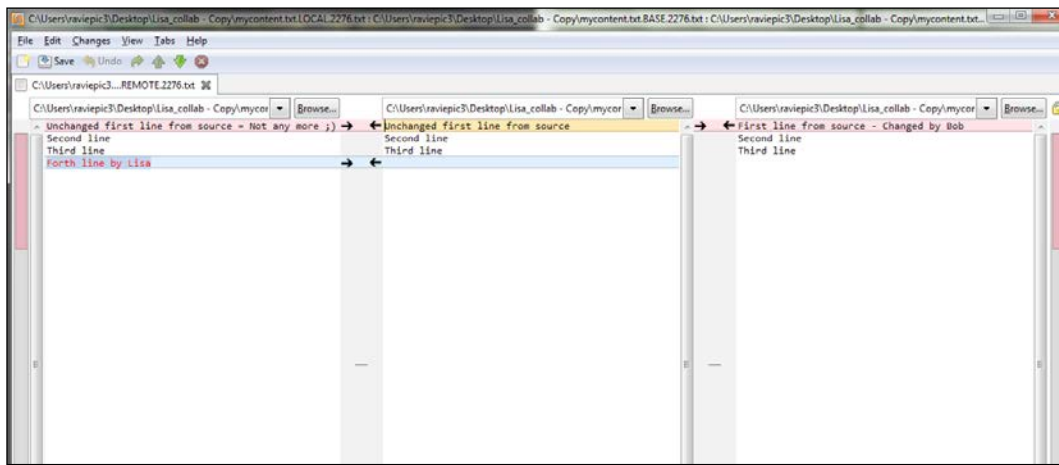 C:\Users\raviepic3\Desktop\Lisa_collab - Copy\mycontent.txt.LOCAL.2276.txt : C:\Users\raviepic3\Desktop\Lisa_collab - Copy\mycontent.txt.BASE.2276.txt : C:\Users\raviepic3\Desktop\Lisa_collab - Copy\mycontent.txt...
File Edit Changes View Tabs Help
Save Undo
C:\Users\raviepic3....REMOTE.2276.txt
C:\Users\raviepic3\Desktop\Lisa_collab - Copy\mycor Browse... C:\Users\raviepic3\Desktop\Lisa_collab - Copy\mycor Browse... C:\Users\raviepic3\Desktop\Lisa_collab - Copy\mycor Browse...
Unchanged first line from source - Not any more ;) Unchanged first line from source First line from source - Changed by Bob
Second line Second line Second line
Third line Third line Third line
Forth line by Lisa